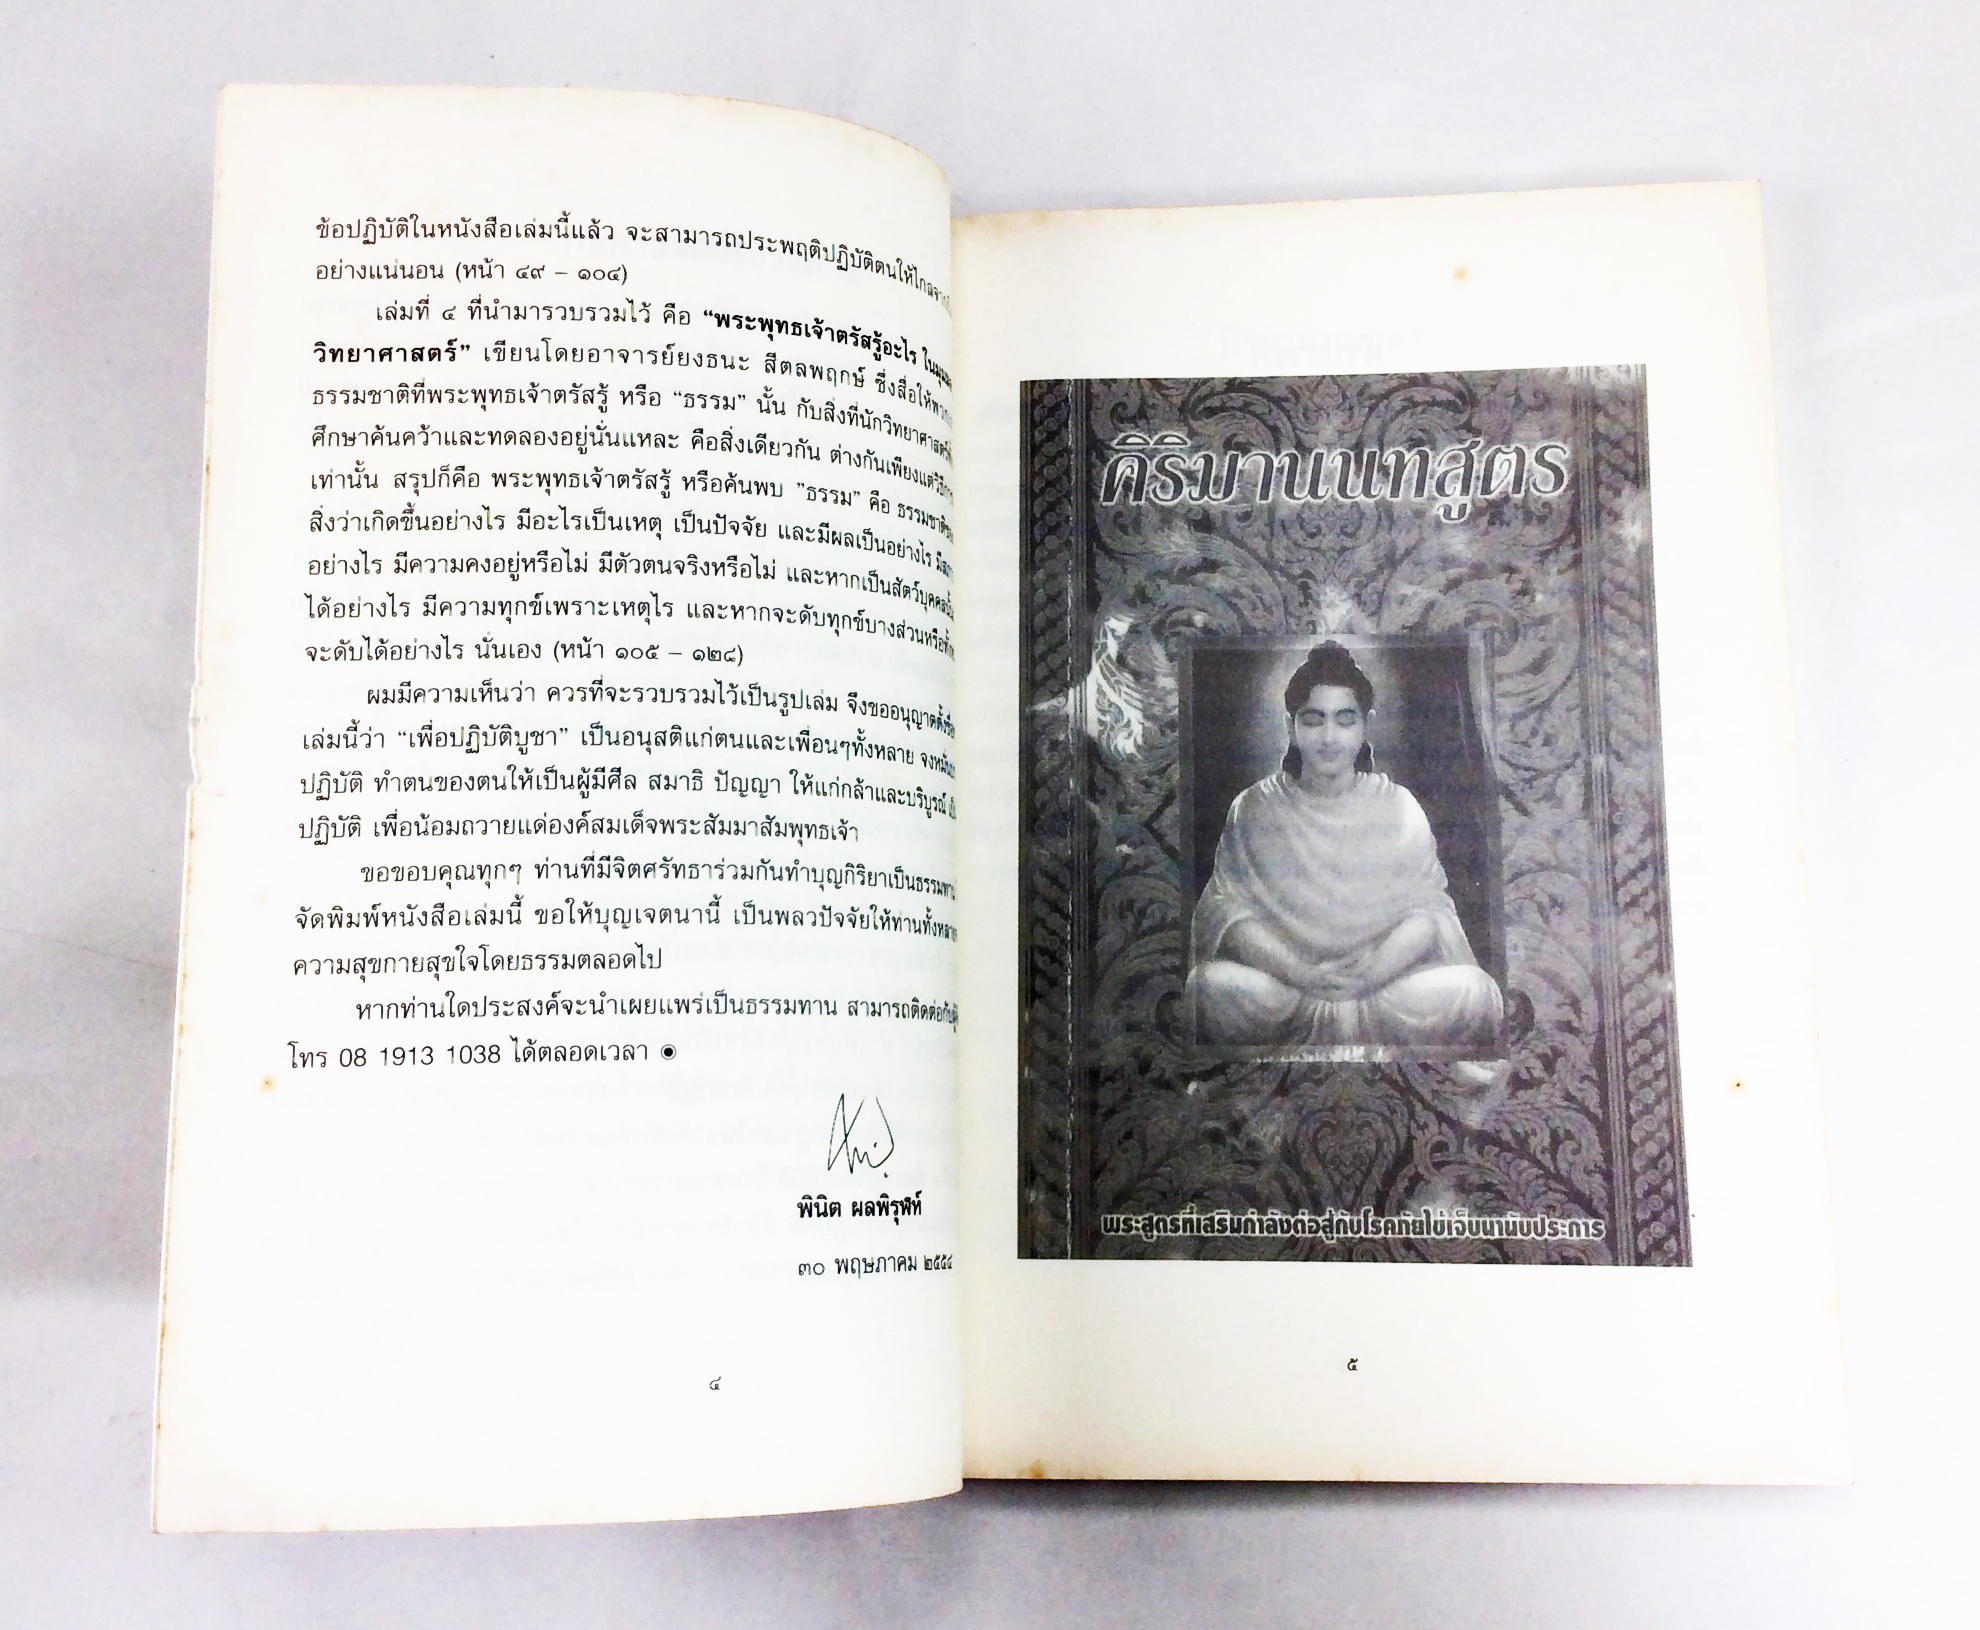 ข้อปฏิบัติในหนังสือเล่มนี้แล้ว จะสามารถประพฤติปฏิบัติตนให้ไกลจาก
อย่างแน่นอน (หน้า ๔๙ – ๑๐๔)
เล่มที่ ๔ ที่นำมารวบรวมไว้ คือ “พระพุทธเจ้าตรัสรู้อะไร ในมุมมอง
วิทยาศาสตร์” เขียนโดยอาจารย์ยงธนะ สีตลพฤกษ์ ซึ่งสื่อให้พวกเรา
ธรรมชาติที่พระพุทธเจ้าตรัสรู้ หรือ “ธรรม” นั้น กับสิ่งที่นักวิทยาศาสตร์
ศึกษาค้นคว้าและทดลองอยู่นั่นแหละ คือสิ่งเดียวกัน ต่างกันเพียงแต่วิธีการ
เท่านั้น สรุปก็คือ พระพุทธเจ้าตรัสรู้ หรือค้นพบ ”ธรรม” คือ ธรรมชาติ
สิ่งว่าเกิดขึ้นอย่างไร มีอะไรเป็นเหตุ เป็นปัจจัย และมีผลเป็นอย่างไร
อย่างไร มีความคงอยู่หรือไม่ มีตัวตนจริงหรือไม่ และหากเป็นสัตว์บุคคลนั้น
ได้อย่างไร มีความทุกข์เพราะเหตุไร และหากจะดับทุกข์บางส่วนหรือ
จะดับได้อย่างไร นั่นเอง (หน้า ๑๐๕ – ๑๒๘)
ผมมีความเห็นว่า ควรที่จะรวบรวมไว้เป็นรูปเล่ม จึงขออนุญาตตั้งชื่อ
เล่มนี้ว่า “เพื่อปฏิบัติบูชา” เป็นอนุสติแก่ตนและเพื่อนๆทั้งหลาย
ปฏิบัติ ทำตนของตนให้เป็นผู้มีศีล สมาธิ ปัญญา ให้แก่กล้าและบริบูรณ์
ปฏิบัติ เพื่อน้อมถวายแด่องค์สมเด็จพระสัมมาสัมพุทธเจ้า
ขอขอบคุณทุกๆ ท่านที่มีจิตศรัทธาร่วมกันทำบุญกิริยาเป็นธรรมทาน
จัดพิมพ์หนังสือเล่มนี้ ขอให้บุญเจตนานี้ เป็นพลวปัจจัยให้ท่านทั้งหลาย
ความสุขกายสุขใจโดยธรรมตลอดไป
หากท่านใดประสงค์จะนำเผยแพร่เป็นธรรมทาน สามารถติดต่อกับ
โทร 08 1913 1038 ได้ตลอดเวลา ◉
พินิต ผลพิรุฬห์
๓๐ พฤษภาคม ๒๕๕๔
๔
คิริมานนทสูตร
พระสูตรที่เสริมกำลังต่อสู้กับโรคภัยไข้เจ็บนานับประการ
๕